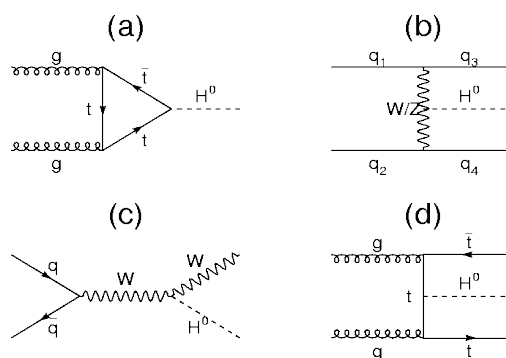 (a)
g
t̄
H⁰
t
t
g
(b)
q₁ q₃
W/Z H⁰
q₂ q₄
(c)
q
W
W
q̄
H⁰
(d)
g t̄
t H⁰
t